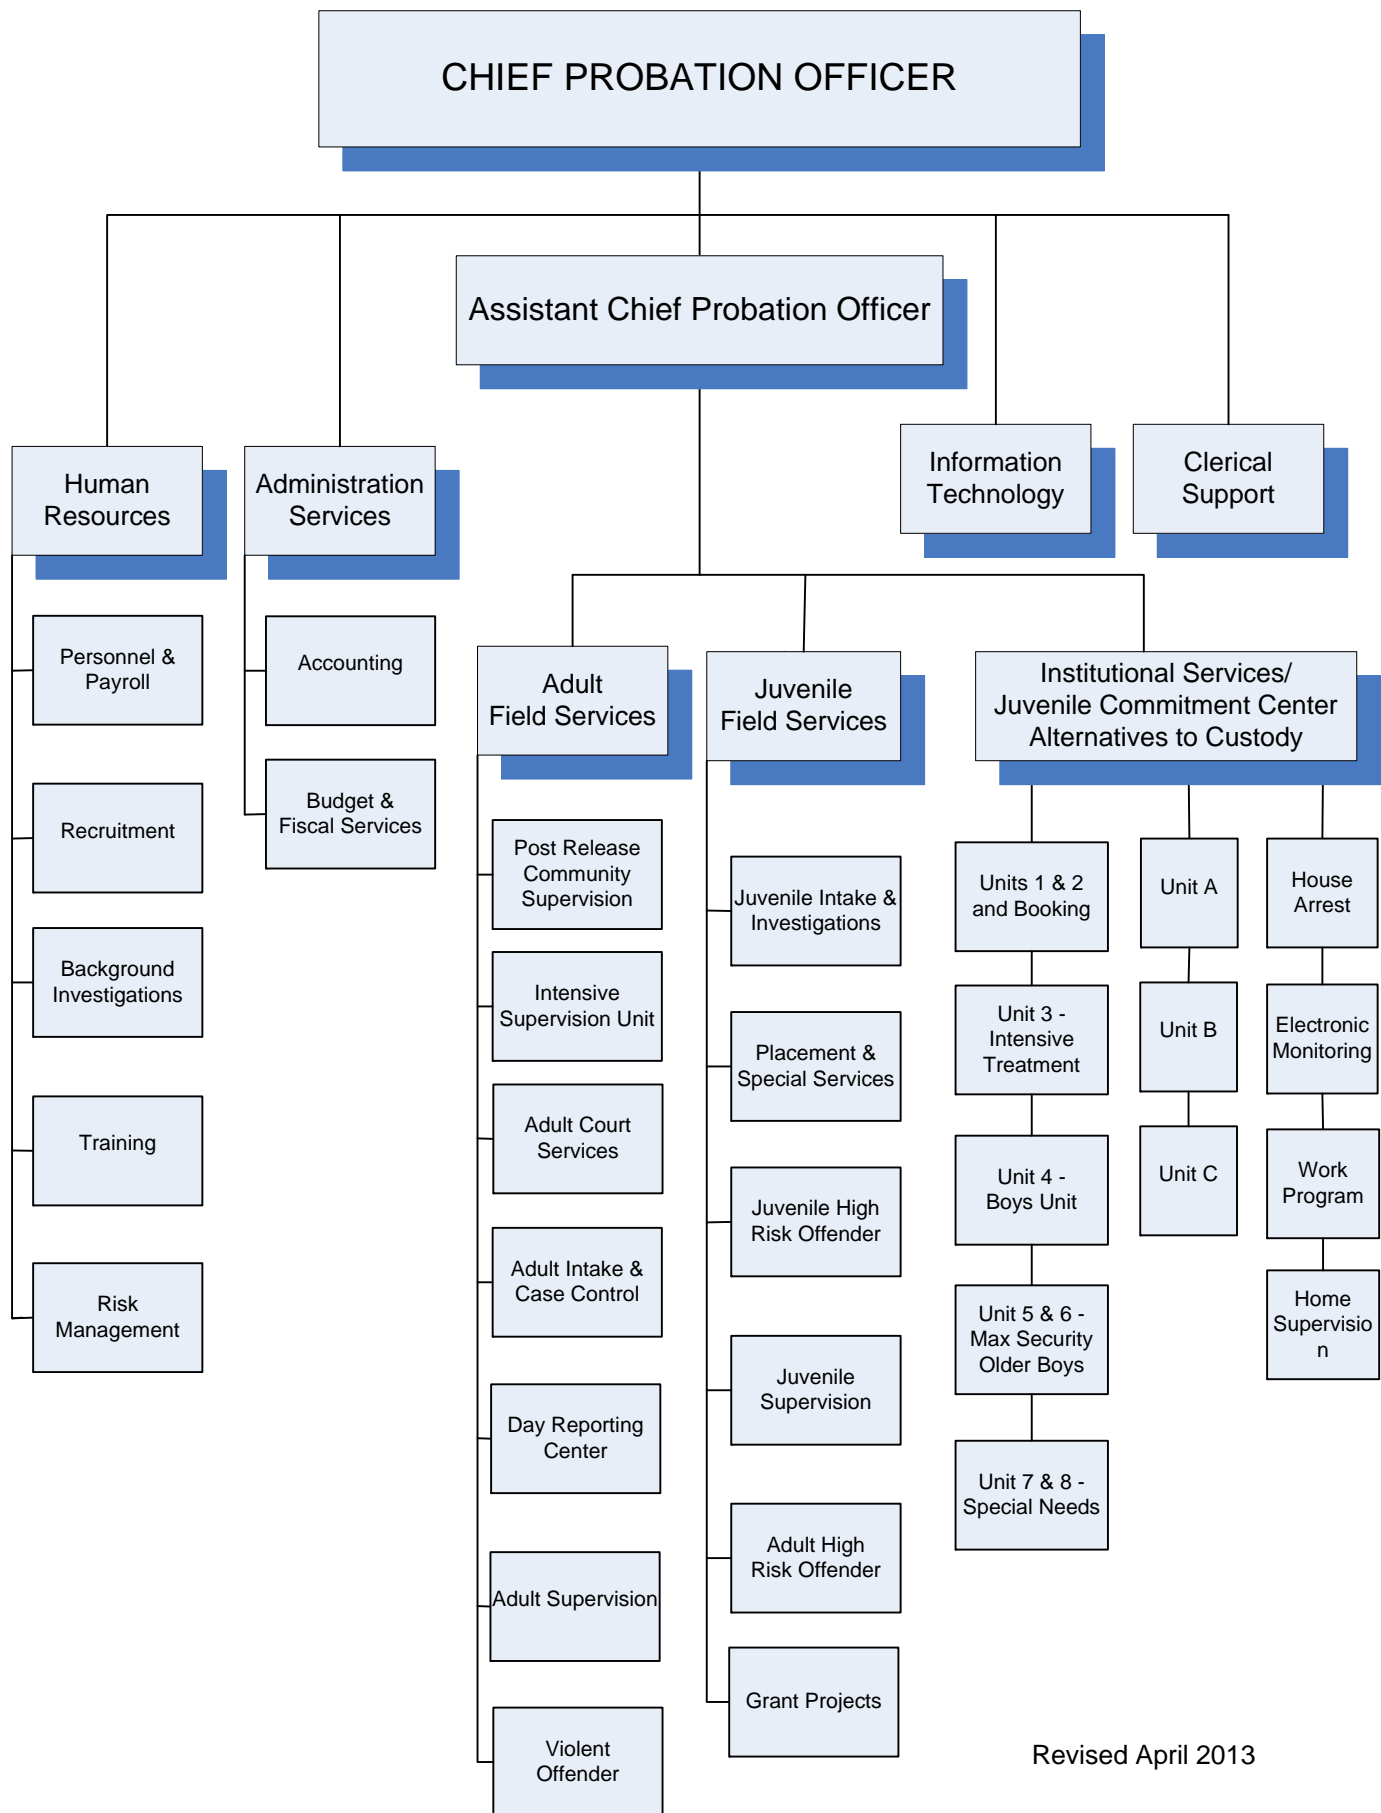 CHIEF PROBATION OFFICER
Assistant Chief Probation Officer
Human
Resources
Administration
Services
Information
Technology
Clerical
Support
Personnel &
Payroll
Recruitment
Background
Investigations
Training
Risk
Management
Accounting
Budget &
Fiscal Services
Adult
Field Services
Post Release
Community
Supervision
Intensive
Supervision Unit
Adult Court
Services
Adult Intake &
Case Control
Day Reporting
Center
Adult Supervision
Violent
Offender
Juvenile
Field Services
Juvenile Intake &
Investigations
Placement &
Special Services
Juvenile High
Risk Offender
Juvenile
Supervision
Adult High
Risk Offender
Grant Projects
Institutional Services/
Juvenile Commitment Center
Alternatives to Custody
Units 1 & 2
and Booking
Unit 3 -
Intensive
Treatment
Unit 4 -
Boys Unit
Unit 5 & 6 -
Max Security
Older Boys
Unit 7 & 8 -
Special Needs
Unit A
Unit B
Unit C
House
Arrest
Electronic
Monitoring
Work
Program
Home
Supervisio
n
Revised April 2013